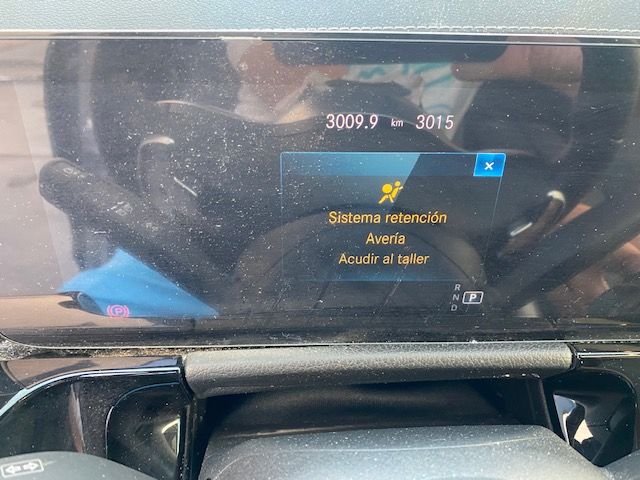 3009.9 km 3015
×
Sistema retención
Avería
Acudir al taller
R
N P
D
P